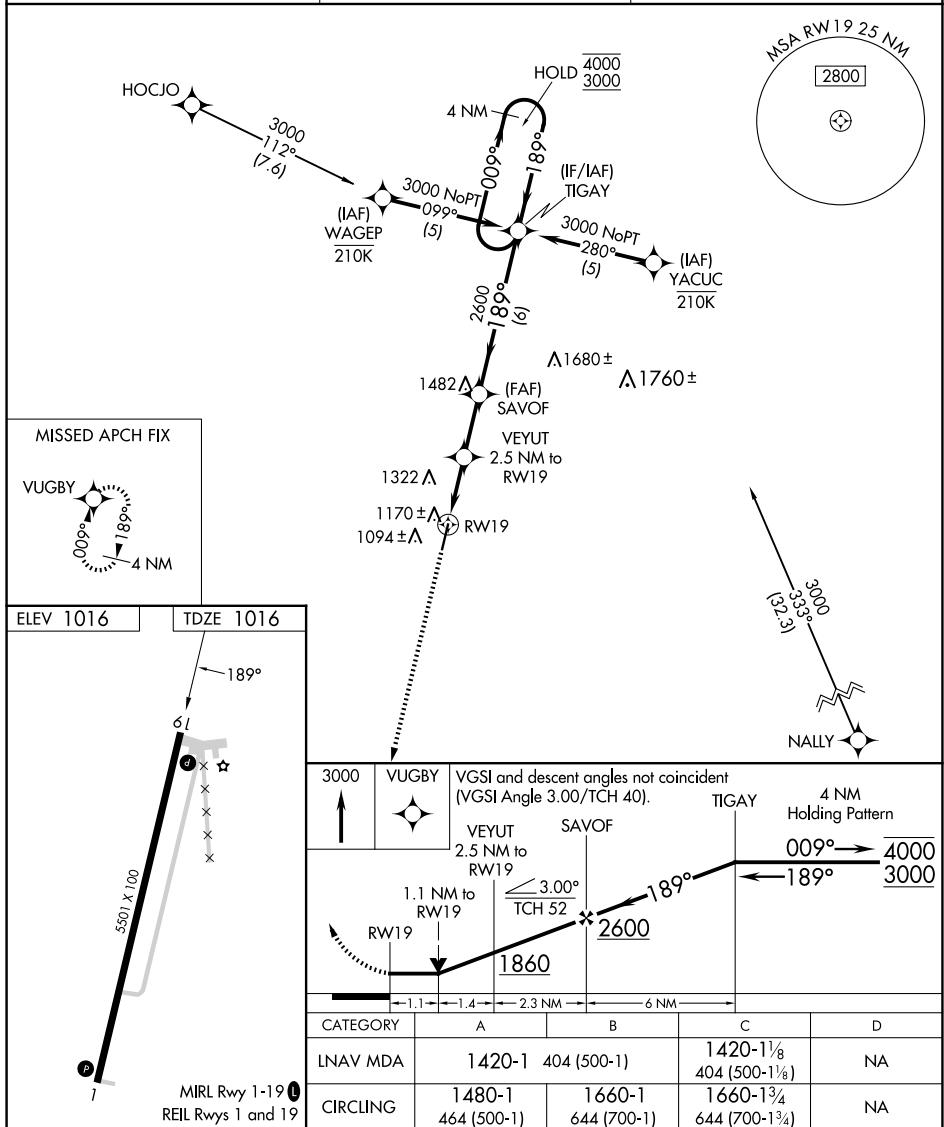 MSA RW19 25 NM
2800
HOLD 4000
3000
4 NM
009°
189°
HOCJO
3000
112°
(7.6)
(IAF)
WAGEP
210K
3000 NoPT
099°
(5)
(IF/IAF)
TIGAY
3000 NoPT
280°
(5)
(IAF)
YACUC
210K
2600
189°
(6)
1680±
1760±
1482
(FAF)
SAVOF
VEYUT
2.5 NM to
RW19
1322
1170±
RW19
1094±
MISSED APCH FIX
VUGBY
009°
189°
4 NM
3000
333°
(32.3)
NALLY
ELEV 1016
TDZE 1016
189°
19
P
5501 X 100
P
1
MIRL Rwy 1-19 L
REIL Rwys 1 and 19
3000
VUGBY
VGSI and descent angles not coincident
(VGSI Angle 3.00/TCH 40).
4 NM
Holding Pattern
TIGAY
SAVOF
VEYUT
2.5 NM to
RW19
1.1 NM to
RW19
RW19
3.00°
TCH 52
189°
009°
189°
4000
3000
2600
1860
1.1
1.4
2.3 NM
6 NM
CATEGORY A B C D
LNAV MDA 1420-1 404 (500-1) 1420-1⅛ 404 (500-1⅛) NA
CIRCLING 1480-1 464 (500-1) 1660-1 644 (700-1) 1660-1¾ 644 (700-1¾) NA